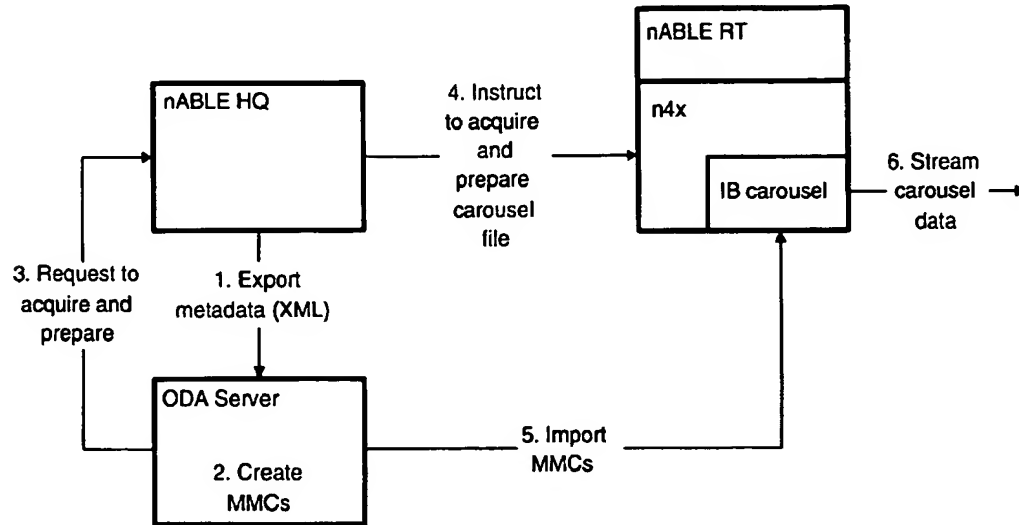 nABLE RT
nABLE HQ
4. Instruct
to acquire
and
prepare
carousel
file
n4x
IB carousel
6. Stream
carousel
data
3. Request to
acquire and
prepare
1. Export
metadata (XML)
ODA Server
2. Create
MMCs
5. Import
MMCs